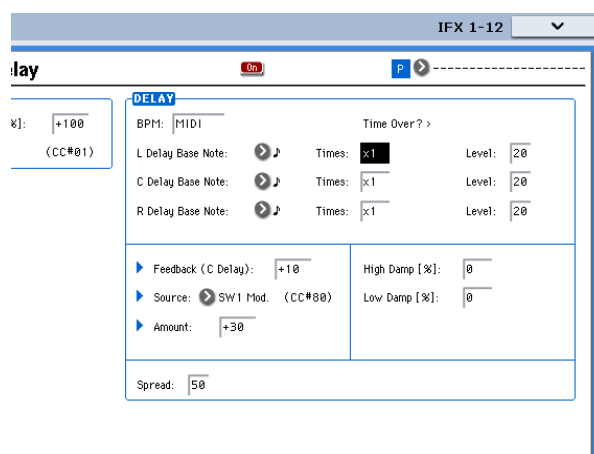 IFX 1-12
lay
On
P ----------------------
DELAY
%]: +100
(CC#01)
BPM: MIDI Time Over? >
L Delay Base Note: ♪ Times: x1 Level: 20
C Delay Base Note: ♪ Times: x1 Level: 20
R Delay Base Note: ♪ Times: x1 Level: 20
Feedback (C Delay): +10 High Damp [%]: 0
Source: SW1 Mod. (CC#80) Low Damp [%]: 0
Amount: +30
Spread: 50